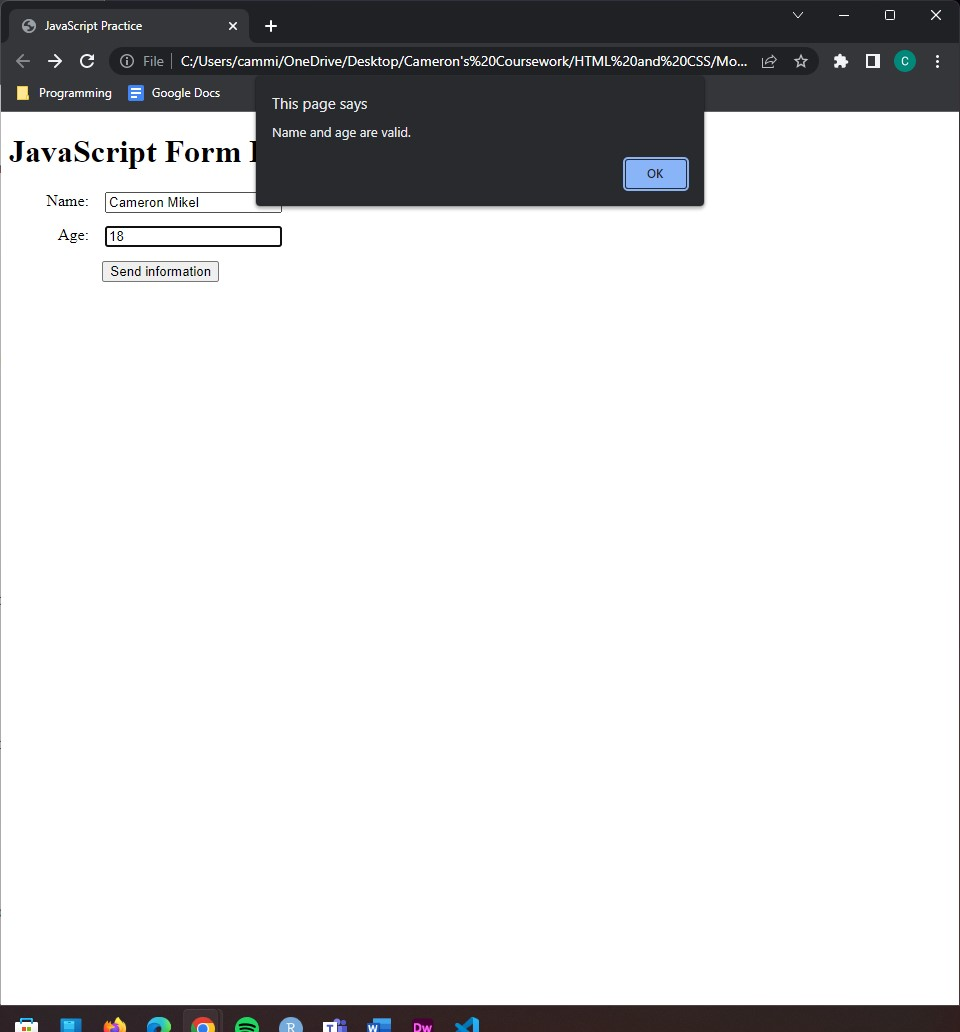 JavaScript Practice
File
C:/Users/cammi/OneDrive/Desktop/Cameron's%20Coursework/HTML%20and%20CSS/Mo...
C
Programming
Google Docs
This page says
Name and age are valid.
OK
JavaScript Form
Name:
Cameron Mikel
Age:
18
Send information
R
T
W
Dw